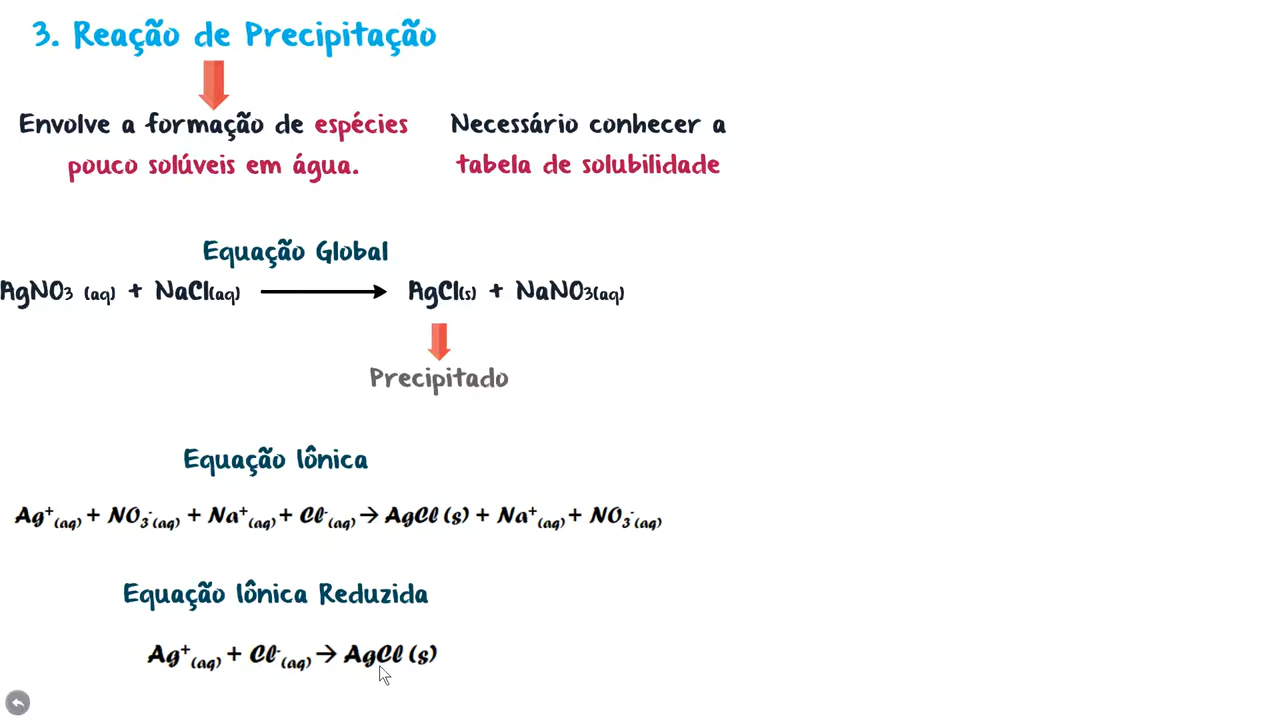 3. Reação de Precipitação
Envolve a formação de espécies pouco solúveis em água.
Necessário conhecer a tabela de solubilidade
Equação Global
AgNO3 (aq) + NaCl(aq) → AgCl(s) + NaNO3(aq)
Precipitado
Equação Iônica
Ag⁺(aq) + NO₃⁻(aq) + Na⁺(aq) + Cl⁻(aq) → AgCl (s) + Na⁺(aq) + NO₃⁻(aq)
Equação Iônica Reduzida
Ag⁺(aq) + Cl⁻(aq) → AgCl (s)